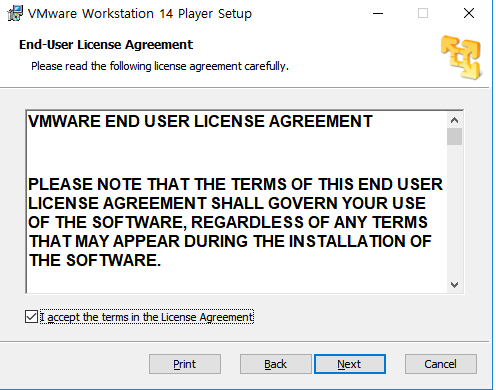 VMware Workstation 14 Player Setup
End-User License Agreement
Please read the following license agreement carefully.
VMWARE END USER LICENSE AGREEMENT
PLEASE NOTE THAT THE TERMS OF THIS END USER
LICENSE AGREEMENT SHALL GOVERN YOUR USE
OF THE SOFTWARE, REGARDLESS OF ANY TERMS
THAT MAY APPEAR DURING THE INSTALLATION OF
THE SOFTWARE.
I accept the terms in the License Agreement
Print Back Next Cancel